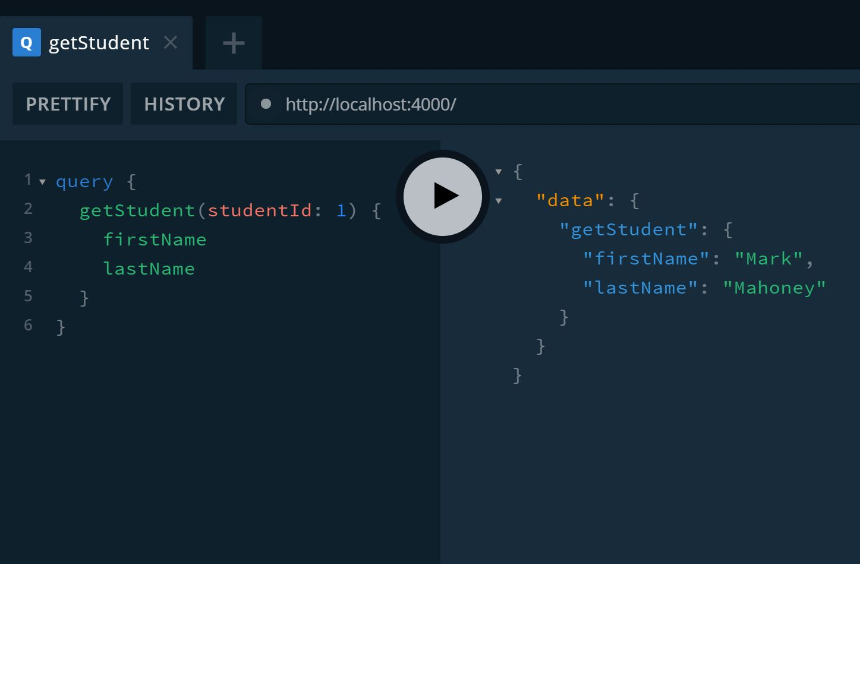 Q getStudent
PRETTIFY HISTORY http://localhost:4000/
1 query {
2 getStudent(studentId: 1) {
3 firstName
4 lastName
5 }
6 }
{
"data": {
"getStudent": {
"firstName": "Mark",
"lastName": "Mahoney"
}
}
}